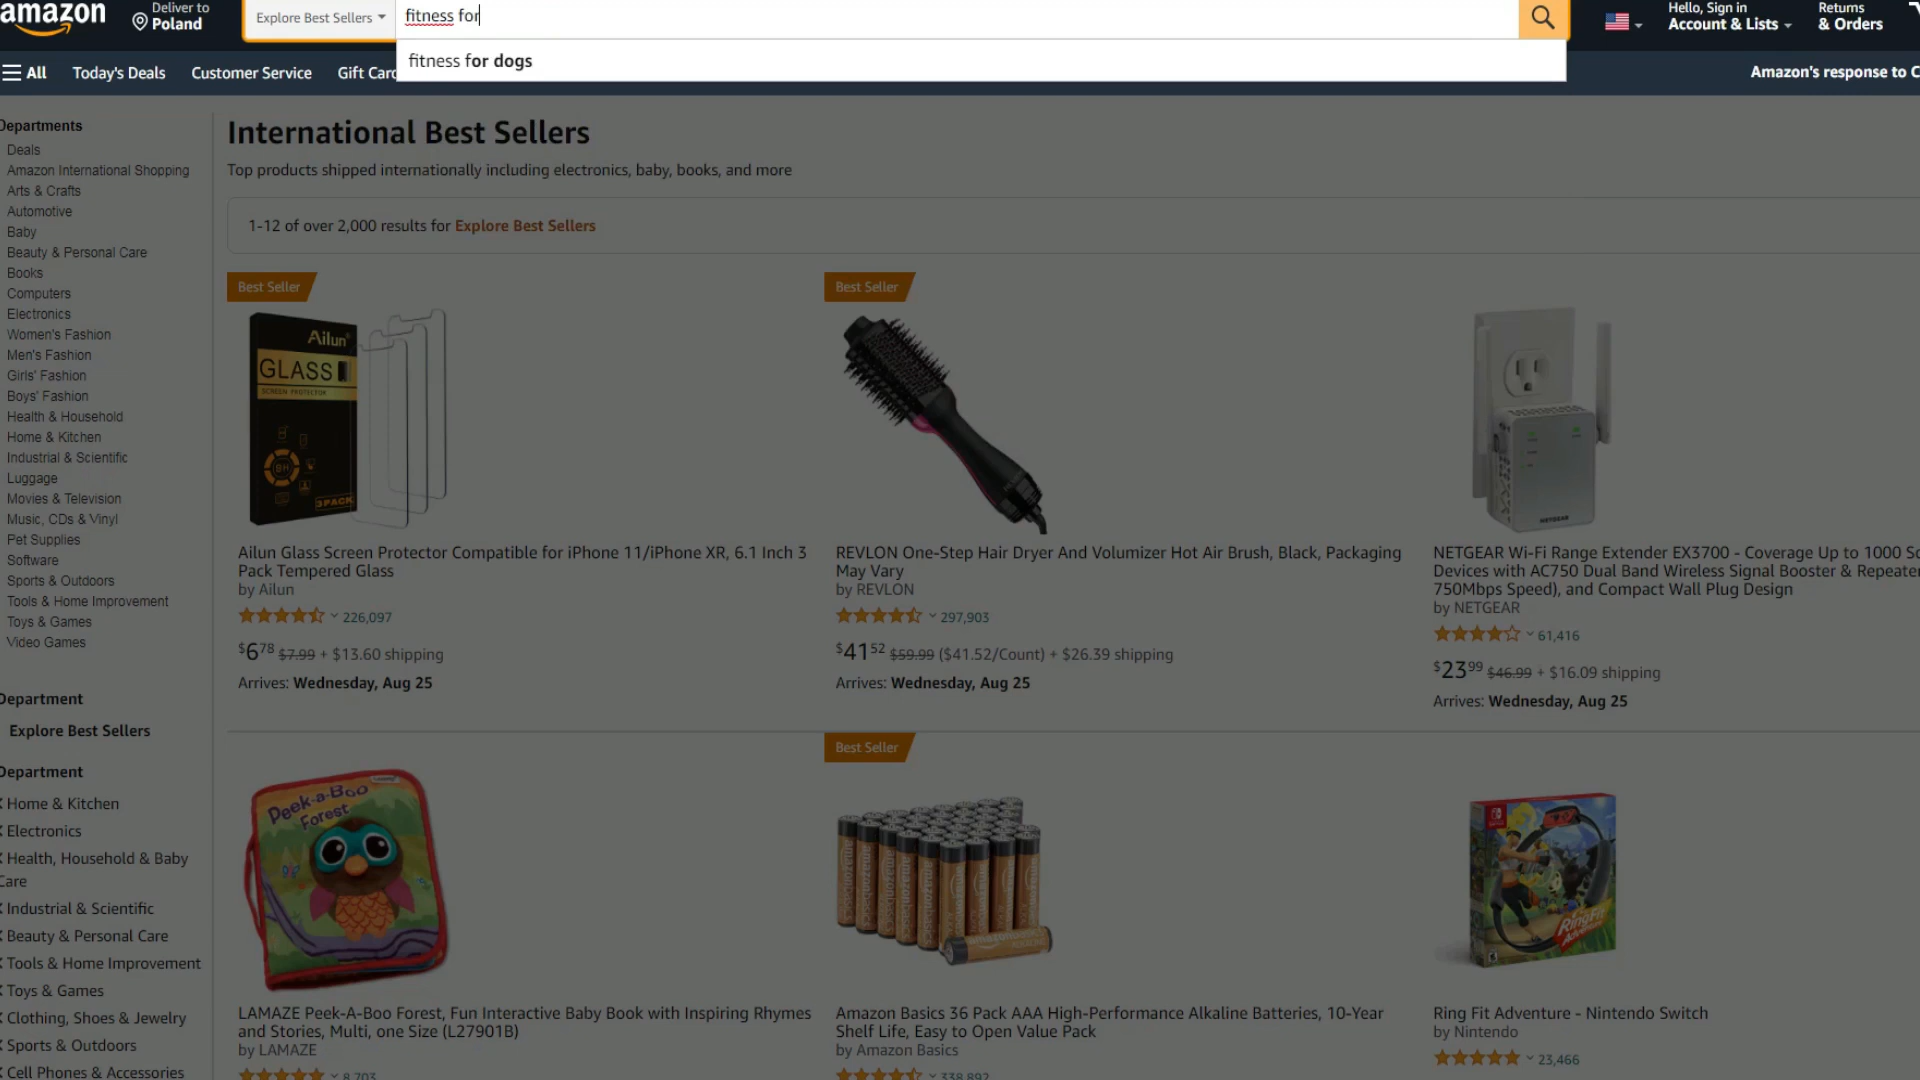 amazon
Deliver to
Poland
Explore Best Sellers
fitness for
Hello, Sign in
Account & Lists
Returns
& Orders
fitness for dogs
All
Today's Deals
Customer Service
Gift Card
Amazon's response to C
Departments
Deals
Amazon International Shopping
Arts & Crafts
Automotive
Baby
Beauty & Personal Care
Books
Computers
Electronics
Women's Fashion
Men's Fashion
Girls' Fashion
Boys' Fashion
Health & Household
Home & Kitchen
Industrial & Scientific
Luggage
Movies & Television
Music, CDs & Vinyl
Pet Supplies
Software
Sports & Outdoors
Tools & Home Improvement
Toys & Games
Video Games
Department
Explore Best Sellers
Department
Home & Kitchen
Electronics
Health, Household & Baby
Care
Industrial & Scientific
Beauty & Personal Care
Tools & Home Improvement
Toys & Games
Clothing, Shoes & Jewelry
Sports & Outdoors
Cell Phones & Accessories
International Best Sellers
Top products shipped internationally including electronics, baby, books, and more
1-12 of over 2,000 results for Explore Best Sellers
Best Seller
Ailun
GLASS
SCREEN PROTECTOR
9H
3 PACK
Ailun Glass Screen Protector Compatible for iPhone 11/iPhone XR, 6.1 Inch 3
Pack Tempered Glass
by Ailun
226,097
$6.78 $7.99 + $13.60 shipping
Arrives: Wednesday, Aug 25
Best Seller
REVLON One-Step Hair Dryer And Volumizer Hot Air Brush, Black, Packaging
May Vary
by REVLON
297,903
$41.52 $59.99 ($41.52/Count) + $26.39 shipping
Arrives: Wednesday, Aug 25
NETGEAR
NETGEAR Wi-Fi Range Extender EX3700 - Coverage Up to 1000 Sq
Devices with AC750 Dual Band Wireless Signal Booster & Repeater
750Mbps Speed), and Compact Wall Plug Design
by NETGEAR
61,416
$23.99 $46.99 + $16.09 shipping
Arrives: Wednesday, Aug 25
Peek-a-Boo
Forest
LAMAZE Peek-A-Boo Forest, Fun Interactive Baby Book with Inspiring Rhymes
and Stories, Multi, one Size (L27901B)
by LAMAZE
8,703
Best Seller
amazonbasics
Amazon Basics 36 Pack AAA High-Performance Alkaline Batteries, 10-Year
Shelf Life, Easy to Open Value Pack
by Amazon Basics
338,892
RingFit
Adventure
Ring Fit Adventure - Nintendo Switch
by Nintendo
23,466